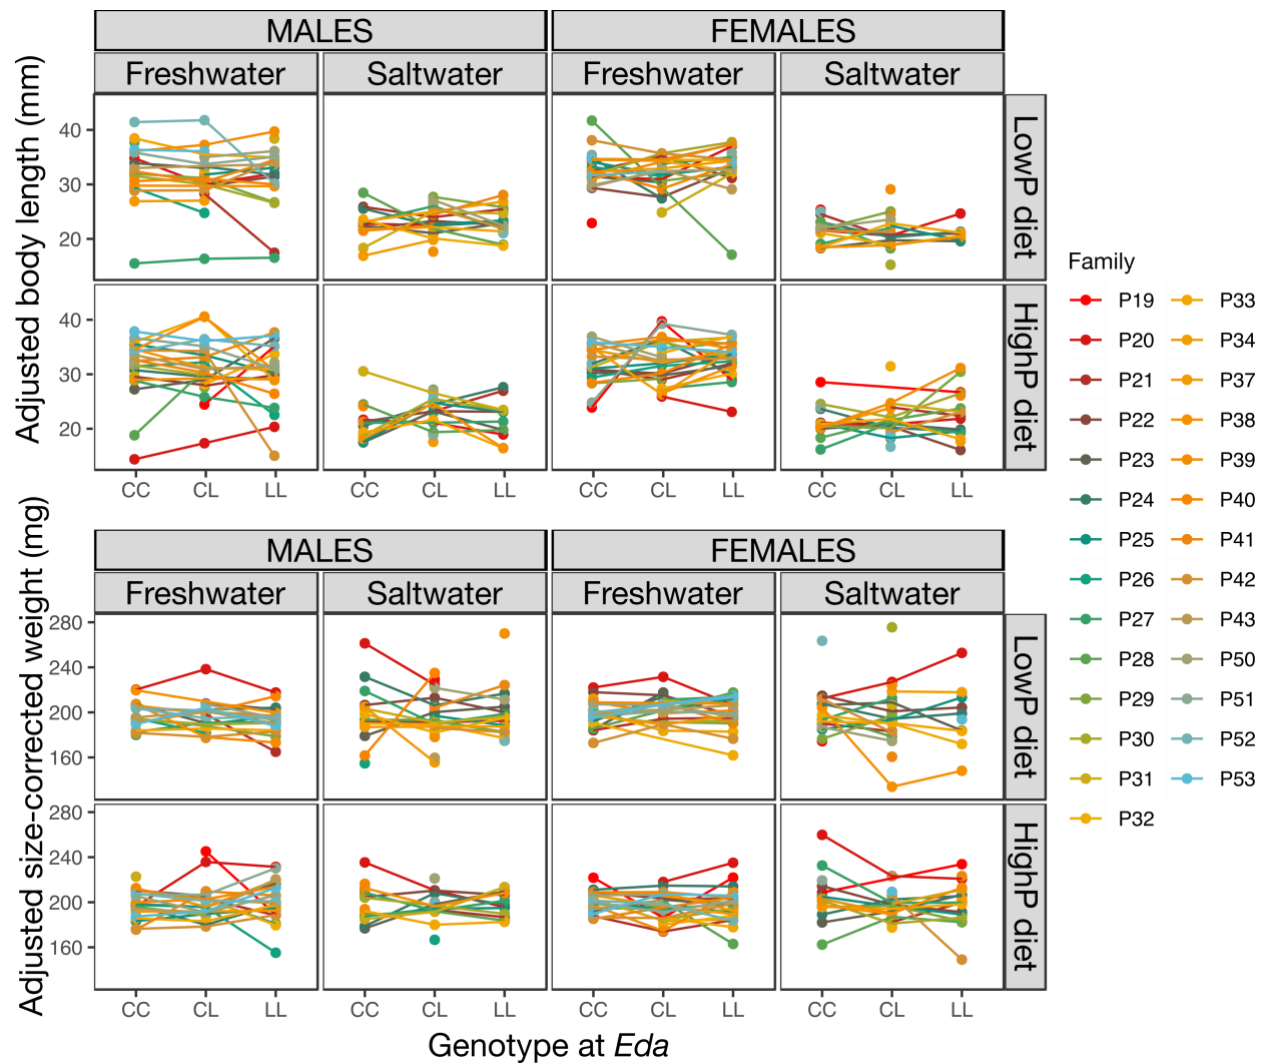 MALES FEMALES
Freshwater Saltwater Freshwater Saltwater
Adjusted body length (mm)
40
30
20
LowP diet
40
30
20
HighP diet
CC CL LL CC CL LL CC CL LL CC CL LL
MALES FEMALES
Freshwater Saltwater Freshwater Saltwater
Adjusted size-corrected weight (mg)
280
240
200
160
LowP diet
280
240
200
160
HighP diet
CC CL LL CC CL LL CC CL LL CC CL LL
Genotype at Eda
Family
P19 P33
P20 P34
P21 P37
P22 P38
P23 P39
P24 P40
P25 P41
P26 P42
P27 P43
P28 P50
P29 P51
P30 P52
P31 P53
P32